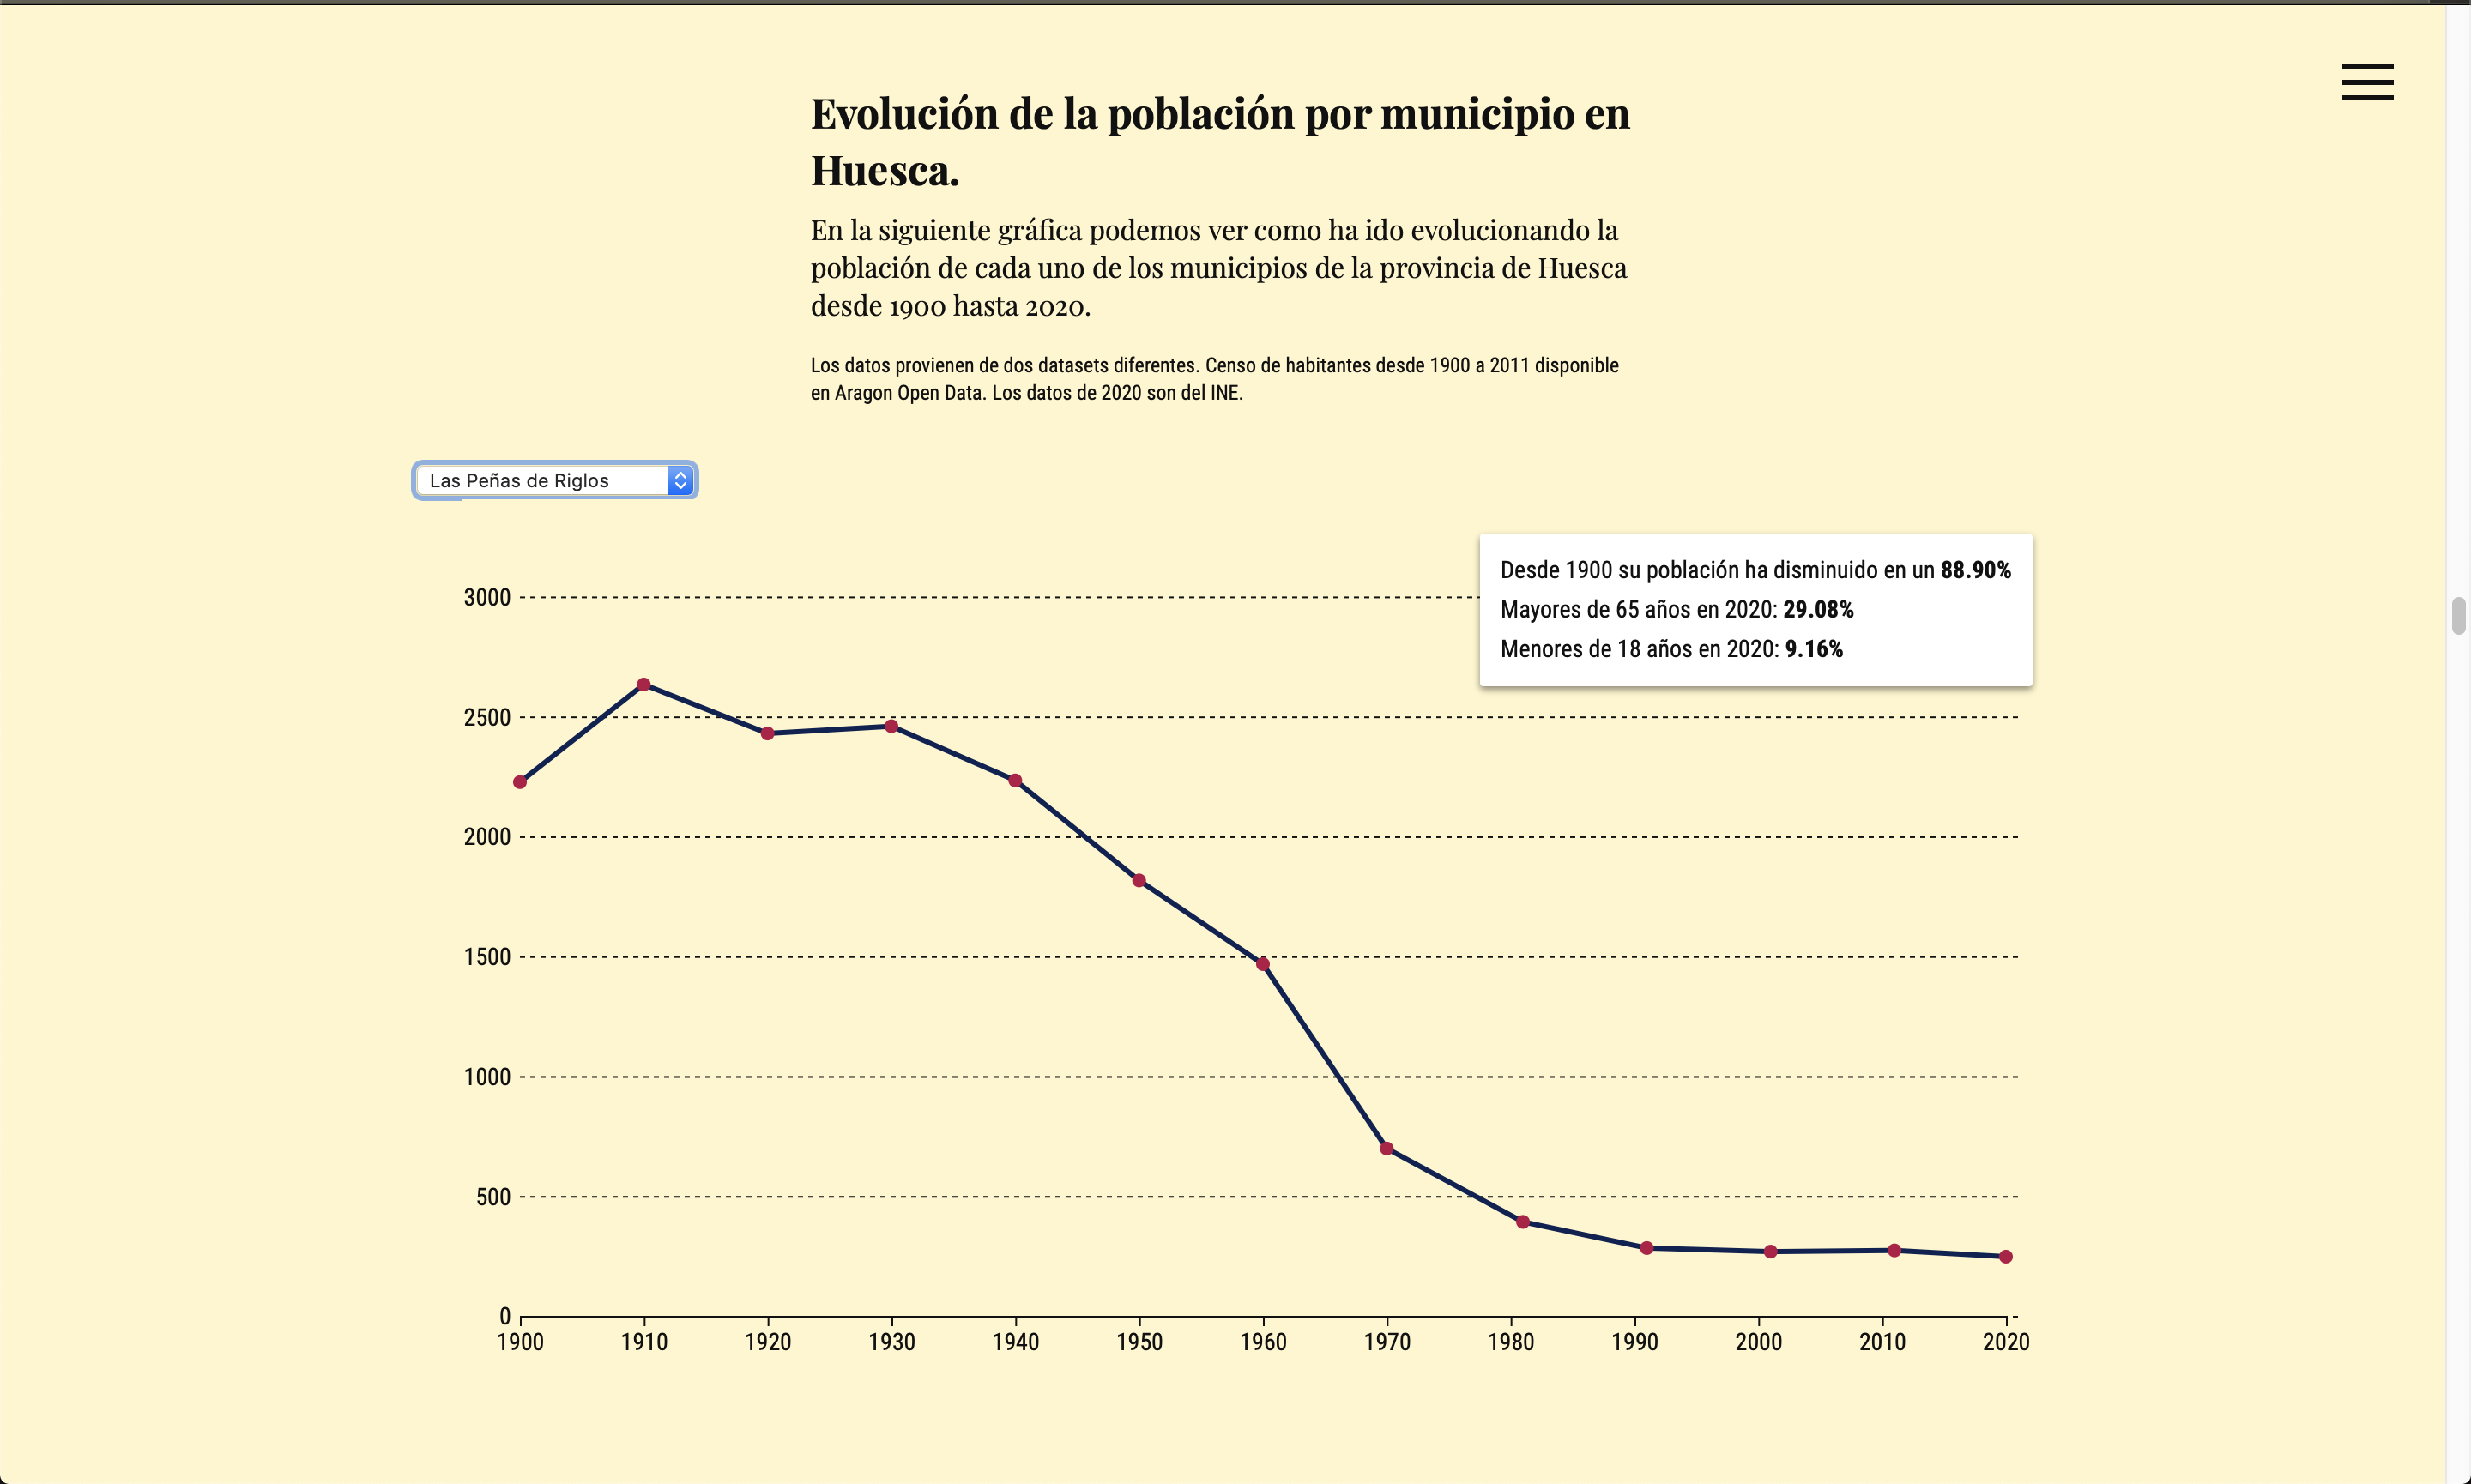 Evolución de la población por municipio en
Huesca.
En la siguiente gráfica podemos ver como ha ido evolucionando la
población de cada uno de los municipios de la provincia de Huesca
desde 1900 hasta 2020.
Los datos provienen de dos datasets diferentes. Censo de habitantes desde 1900 a 2011 disponible
en Aragon Open Data. Los datos de 2020 son del INE.
Las Peñas de Riglos
Desde 1900 su población ha disminuido en un 88.90%
Mayores de 65 años en 2020: 29.08%
Menores de 18 años en 2020: 9.16%
3000
2500
2000
1500
1000
500
0
1900 1910 1920 1930 1940 1950 1960 1970 1980 1990 2000 2010 2020